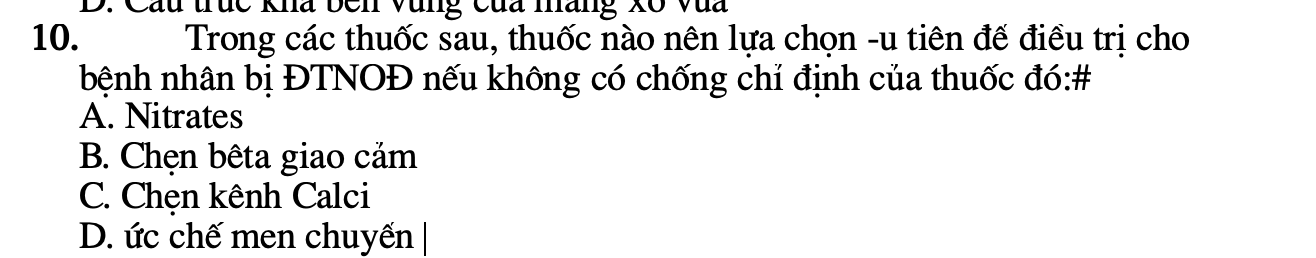 D. Cấu trúc khá bền vững của mảng xơ vữa
10. Trong các thuốc sau, thuốc nào nên lựa chọn -u tiên để điều trị cho
bệnh nhân bị ĐTNOĐ nếu không có chống chỉ định của thuốc đó:#
A. Nitrates
B. Chẹn bêta giao cảm
C. Chẹn kênh Calci
D. ức chế men chuyển